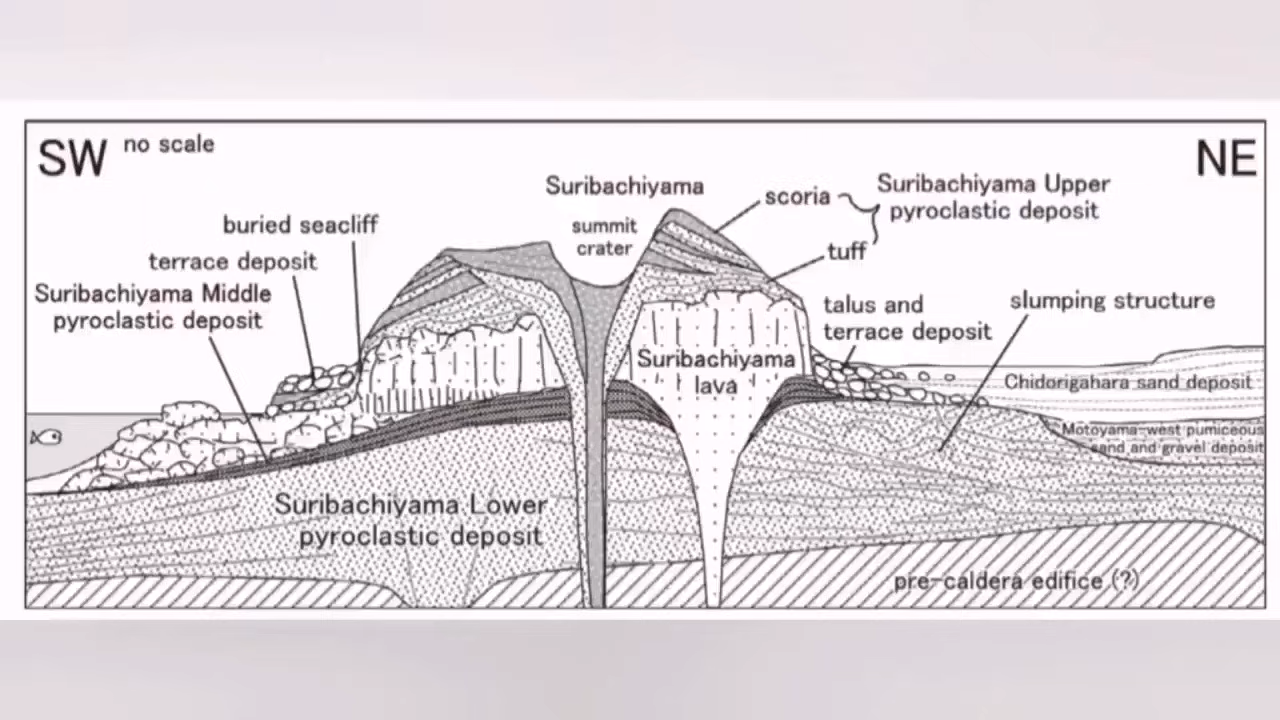 SW
no scale
NE
Suribachiyama
summit
crater
scoria
tuff
Suribachiyama Upper
pyroclastic deposit
buried seacliff
terrace deposit
Suribachiyama Middle
pyroclastic deposit
talus and
terrace deposit
slumping structure
Suribachiyama
lava
Chidorigahara sand deposit
Motoyama-west pumiceous
sand and gravel deposit
Suribachiyama Lower
pyroclastic deposit
pre-caldera edifice (?)